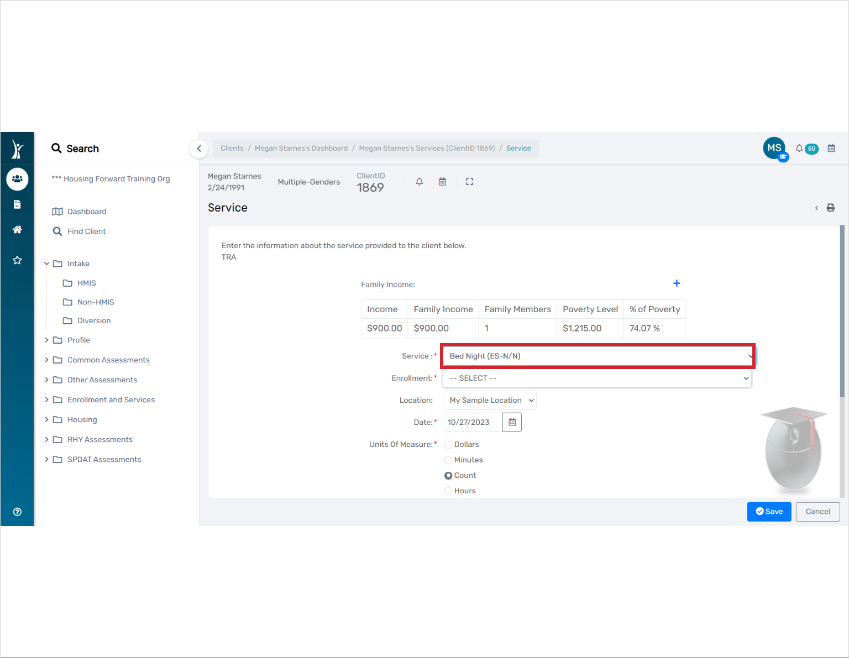 Search
*** Housing Forward Training Org
Dashboard
Find Client
Intake
HMIS
Non-HMIS
Diversion
Profile
Common Assessments
Other Assessments
Enrollment and Services
Housing
RHY Assessments
SPDAT Assessments
Clients / Megan Starnes's Dashboard / Megan Starnes's Services (ClientID 1869) / Service
MS
50
Megan Starnes
2/24/1991
Multiple-Genders
ClientID
1869
Service
Enter the information about the service provided to the client below.
TRA
Family Income:
Income Family Income Family Members Poverty Level % of Poverty
$900.00 $900.00 1 $1,215.00 74.07 %
Service :* Bed Night (ES-N/N)
Enrollment:* -- SELECT --
Location: My Sample Location
Date:* 10/27/2023
Units Of Measure:* Dollars
Minutes
Count
Hours
Save Cancel